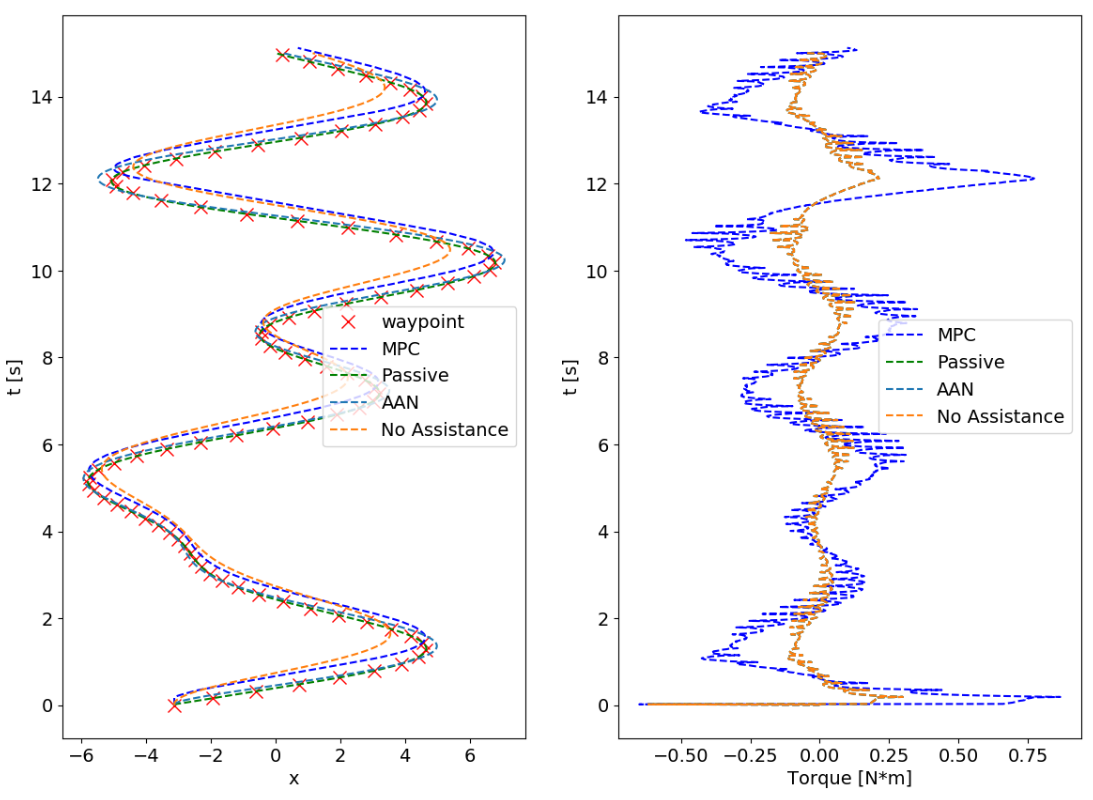 14
12
10
8
6
4
2
0
t [s]
−6
−4
−2
0
2
4
6
x
waypoint
MPC
Passive
AAN
No Assistance
14
12
10
8
6
4
2
0
t [s]
−0.50
−0.25
0.00
0.25
0.50
0.75
Torque [N*m]
MPC
Passive
AAN
No Assistance